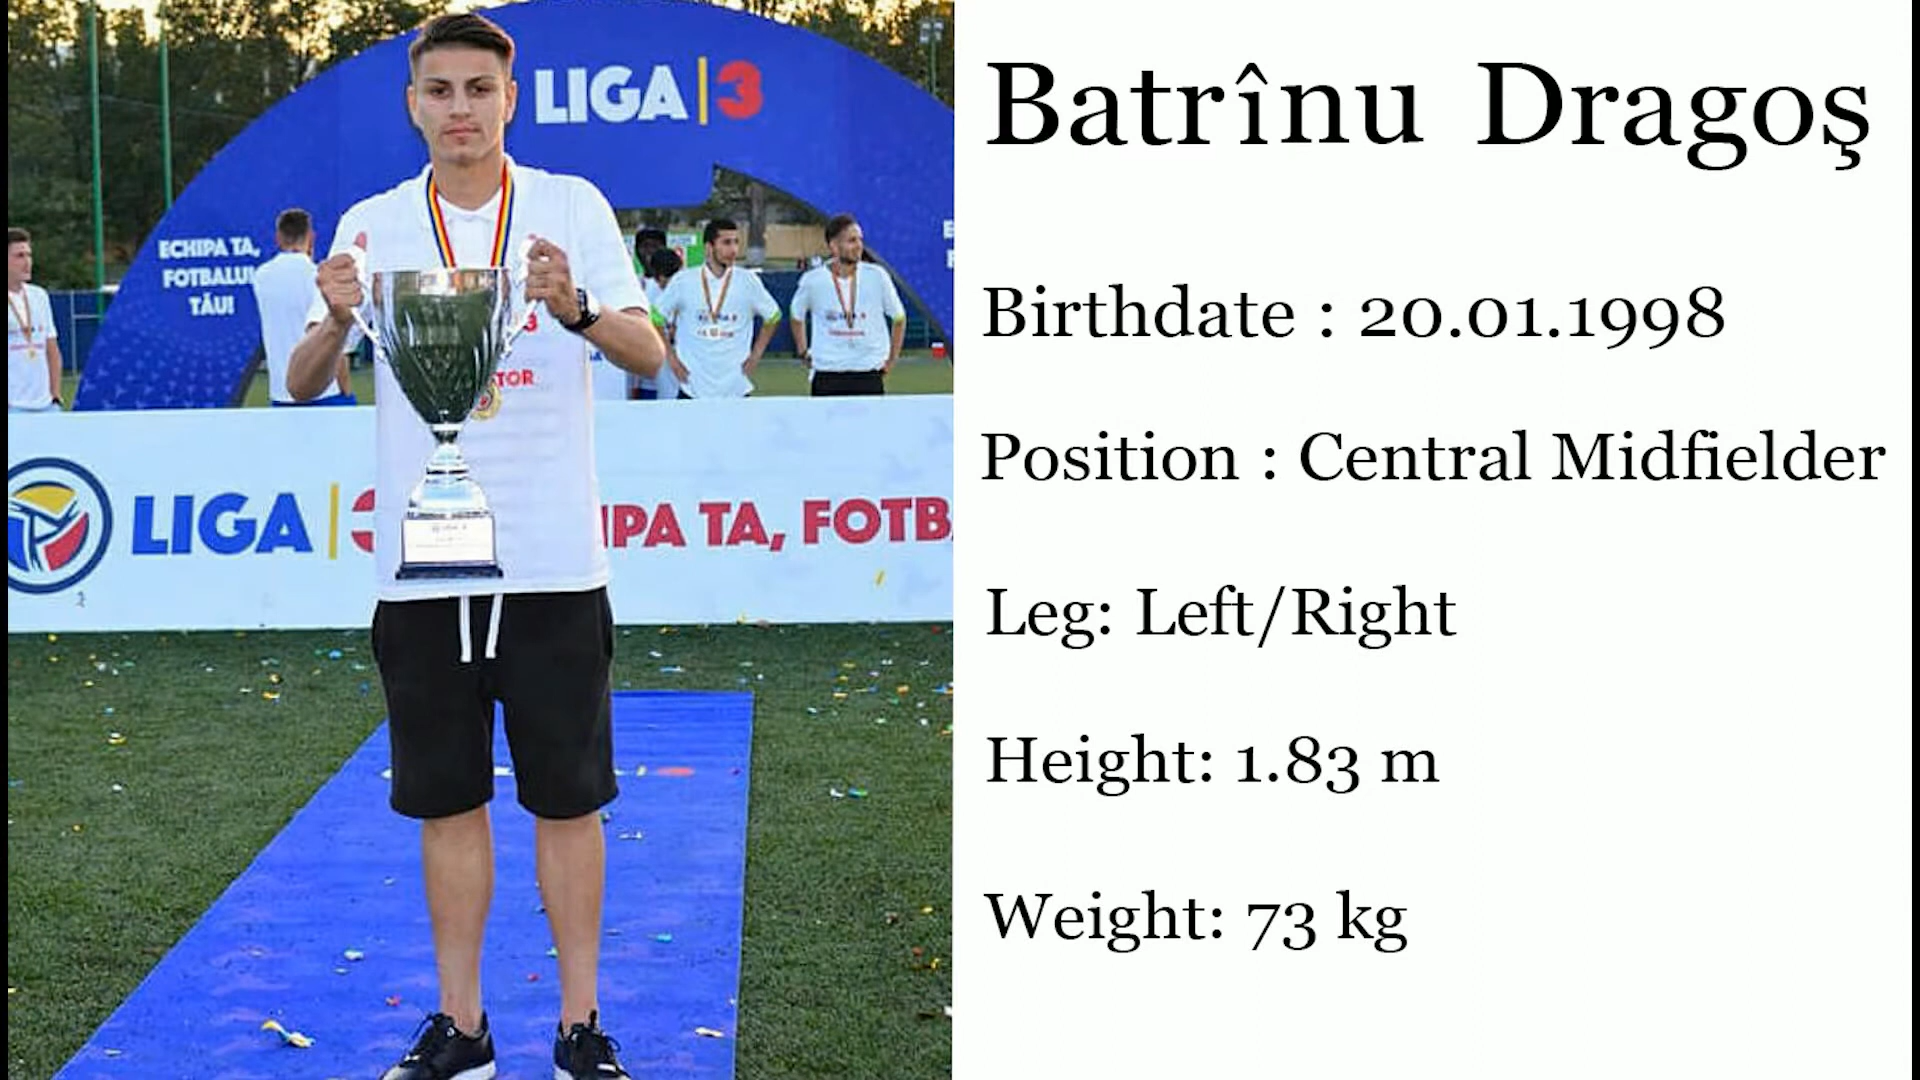 LIGA|3
ECHIPA TA,
FOTBALUL
TĂU!
LIGA
IPA TA, FOTB
TOR
Batrînu Dragoş
Birthdate : 20.01.1998
Position : Central Midfielder
Leg: Left/Right
Height: 1.83 m
Weight: 73 kg